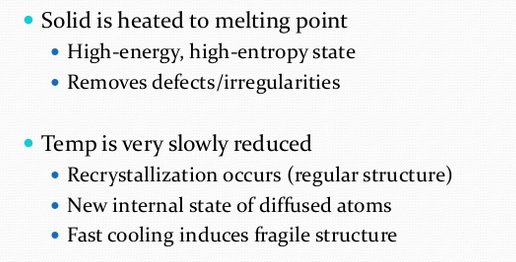 Solid is heated to melting point
High-energy, high-entropy state
Removes defects/irregularities
Temp is very slowly reduced
Recrystallization occurs (regular structure)
New internal state of diffused atoms
Fast cooling induces fragile structure